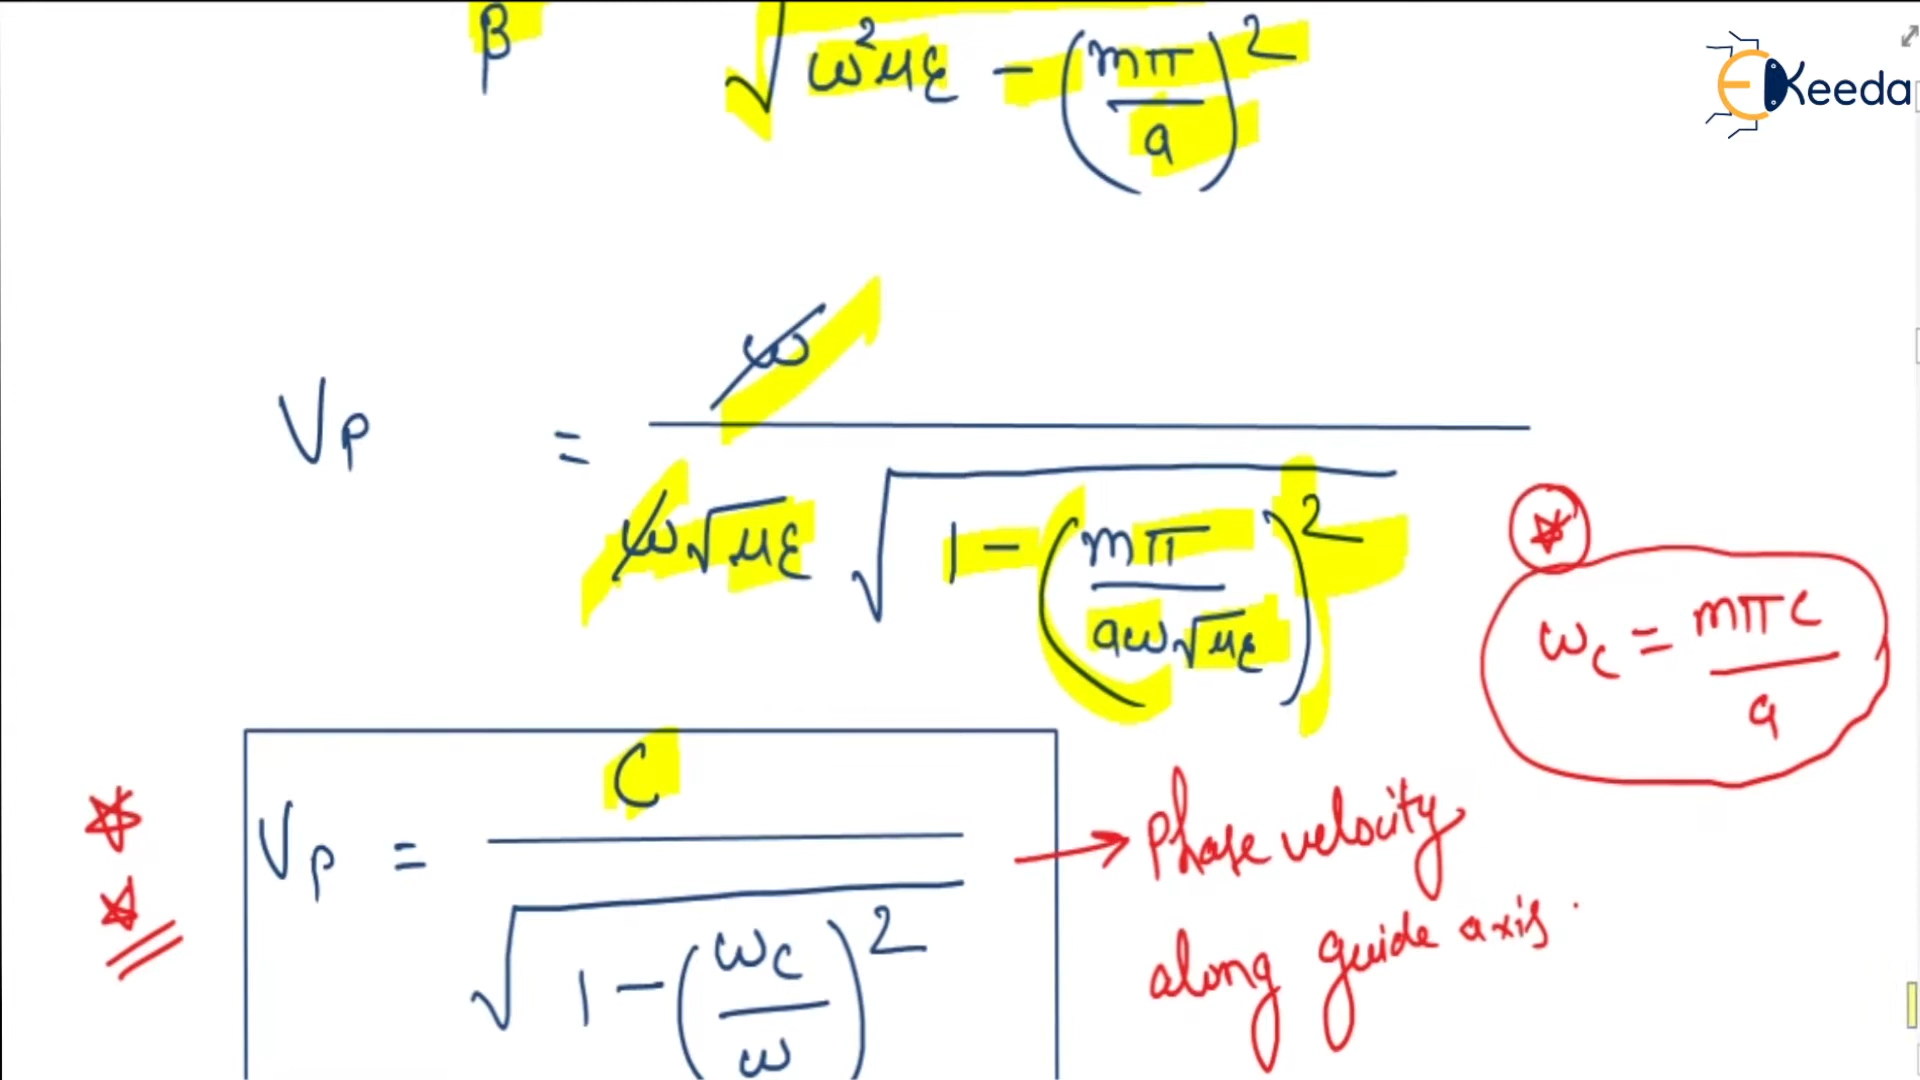 β √ω²με - (mπ/a)²
EKeeda
Vp = ω / ω√με √1 - (mπ/aω√με)²
ωc = mπc/a
Vp = C / √1 - (ωc/ω)²
→ Phase velocity
along guide axis.